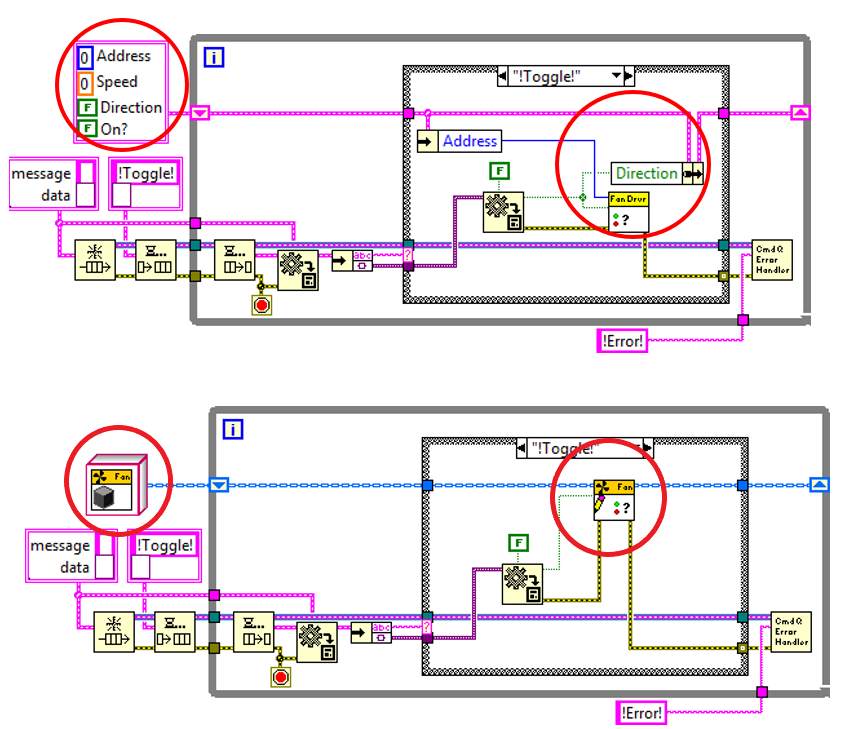 0 Address
0 Speed
F Direction
F On?
i
"!Toggle!"
Address
Direction
F
Fan Drvr
?
message
data
!Toggle!
abc
?
Cmd Q
Error
Handler
!Error!
i
"!Toggle!"
Fan
Fan
?
F
message
data
!Toggle!
abc
?
Cmd Q
Error
Handler
!Error!